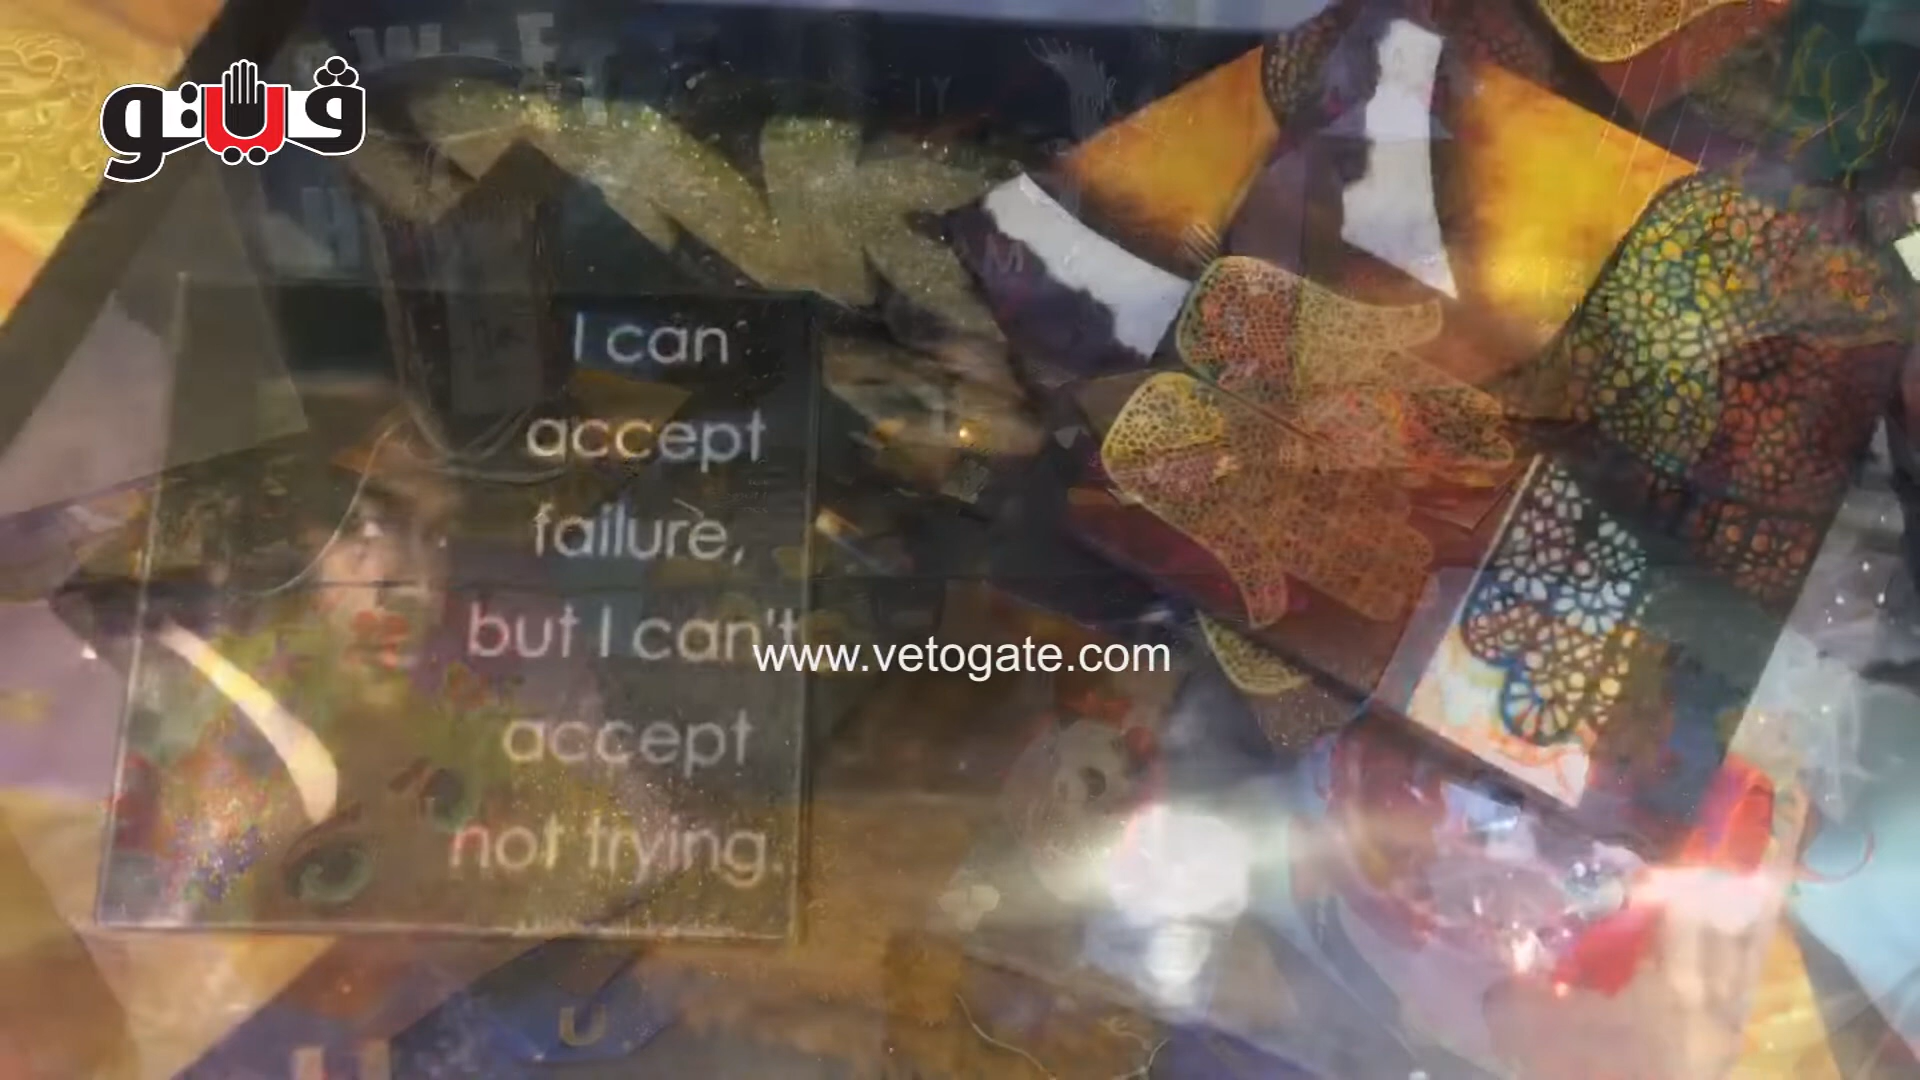 فيتو
I can
accept
failure,
but I can't
www.vetogate.com
accept
not trying.